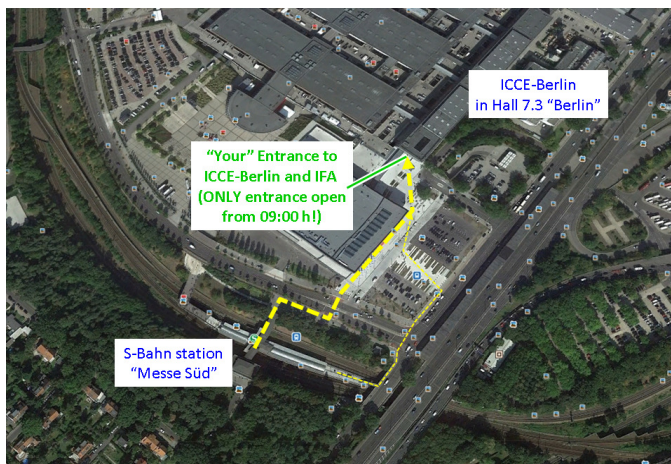 ICCE-Berlin
in Hall 7.3 “Berlin”
“Your” Entrance to
ICCE-Berlin and IFA
(ONLY entrance open
from 09:00 h!)
S-Bahn station
“Messe Süd”